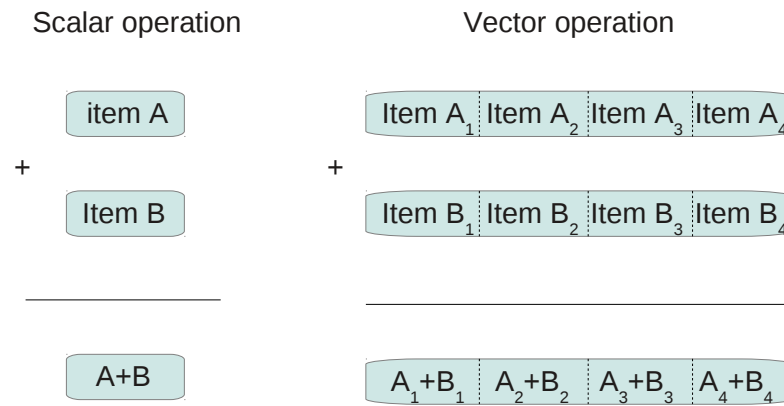 Scalar operation Vector operation
item A Item A₁ Item A₂ Item A₃ Item A₄
+ +
Item B Item B₁ Item B₂ Item B₃ Item B₄
A+B A₁+B₁ A₂+B₂ A₃+B₃ A₄+B₄